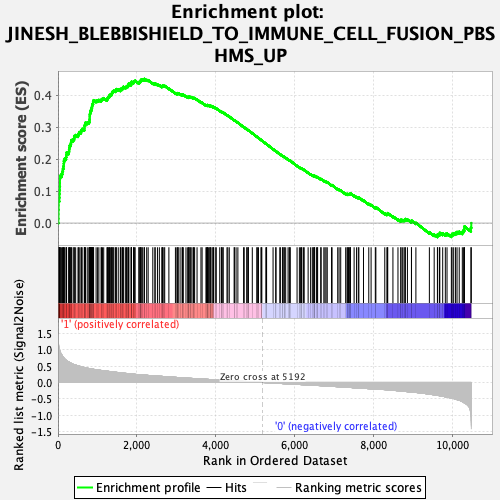 Enrichment plot:
JINESH_BLEBBISHIELD_TO_IMMUNE_CELL_FUSION_PBS
HMS_UP
Enrichment score (ES)
0.4
0.3
0.2
0.1
0.0
'1' (positively correlated)
Ranked list metric (Signal2Noise)
1.5
1.0
0.5
0.0
-0.5
-1.0
-1.5
Zero cross at 5192
'0' (negatively correlated)
0
2,000
4,000
6,000
8,000
10,000
Rank in Ordered Dataset
Enrichment profile
Hits
Ranking metric scores